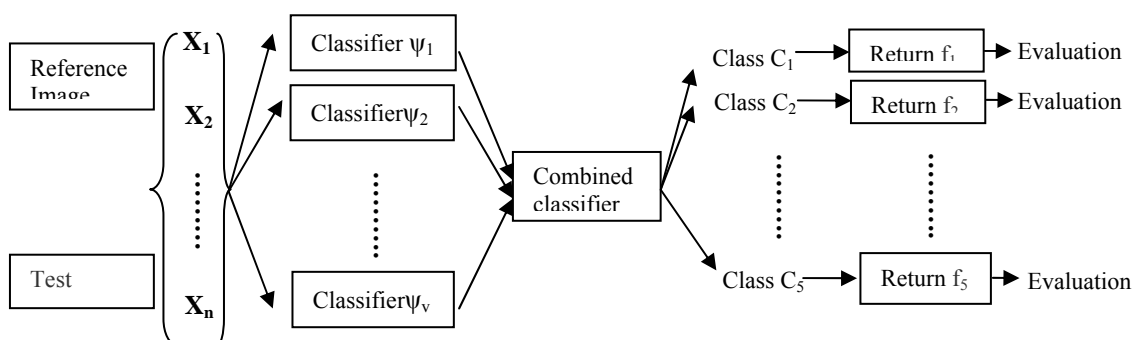 Reference
Image
Test
X₁
X₂
Xₙ
Classifier ψ₁
Classifierψ₂
Classifierψᵥ
Combined
classifier
Class C₁
Return f₁
Evaluation
Class C₂
Return f₂
Evaluation
Class C₅
Return f₅
Evaluation